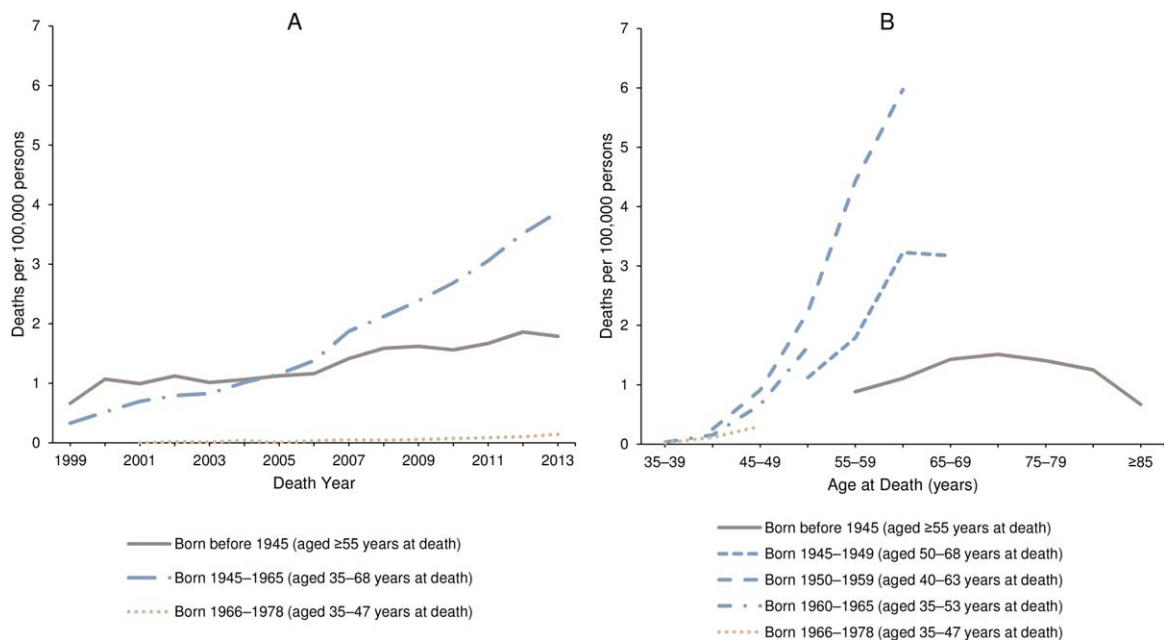 A
7
6
5
4
3
2
1
0
Deaths per 100,000 persons
1999 2001 2003 2005 2007 2009 2011 2013
Death Year
Born before 1945 (aged ≥55 years at death)
Born 1945–1965 (aged 35–68 years at death)
Born 1966–1978 (aged 35–47 years at death)
B
7
6
5
4
3
2
1
0
Deaths per 100,000 persons
35–39 45–49 55–59 65–69 75–79 ≥85
Age at Death (years)
Born before 1945 (aged ≥55 years at death)
Born 1945–1949 (aged 50–68 years at death)
Born 1950–1959 (aged 40–63 years at death)
Born 1960–1965 (aged 35–53 years at death)
Born 1966–1978 (aged 35–47 years at death)